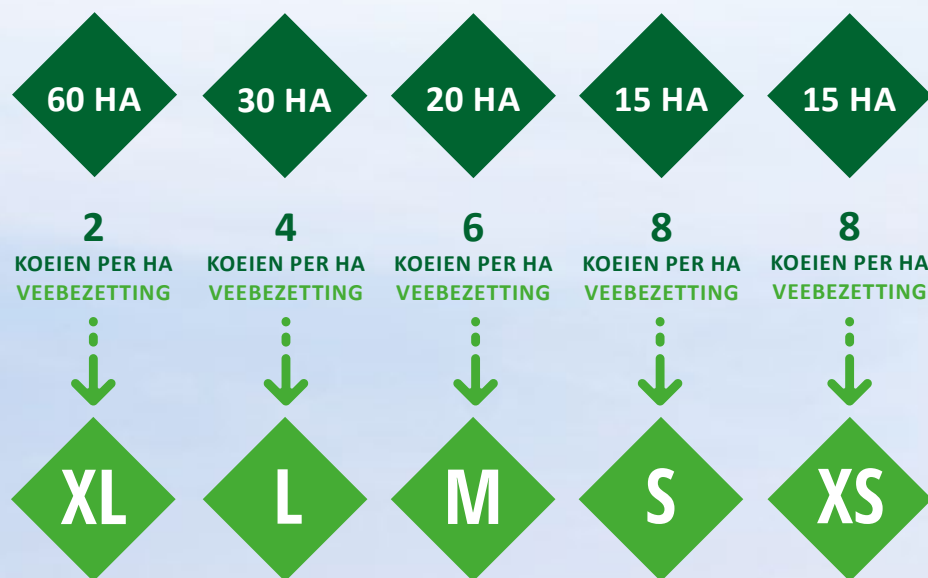 60 HA 30 HA 20 HA 15 HA 15 HA
2 4 6 8 8
KOEIEN PER HA KOEIEN PER HA KOEIEN PER HA KOEIEN PER HA KOEIEN PER HA
VEEBEZETTING VEEBEZETTING VEEBEZETTING VEEBEZETTING VEEBEZETTING
XL L M S XS